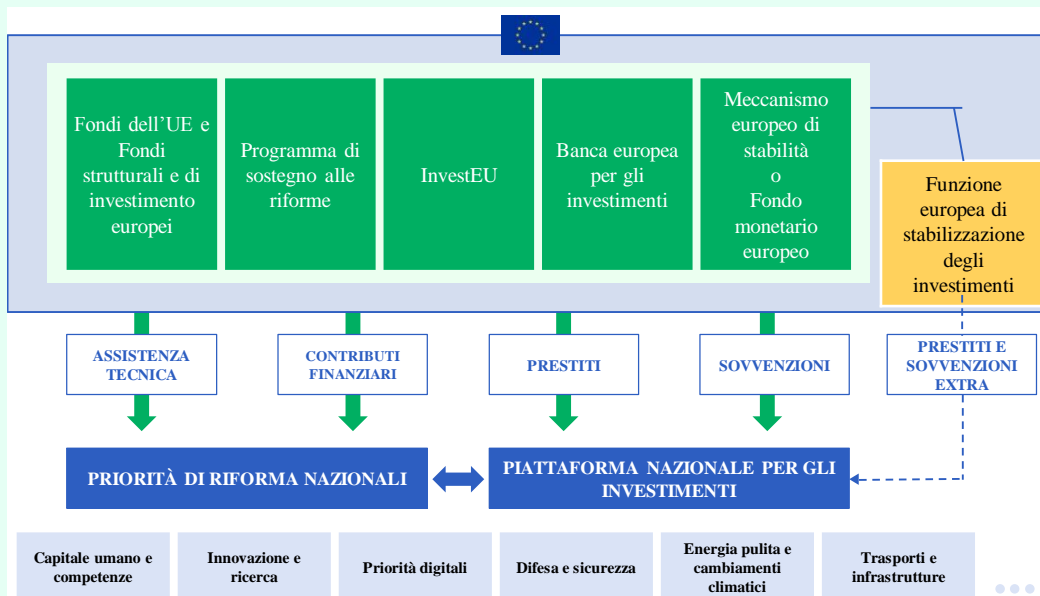 Fondi dell'UE e
Fondi
strutturali e di
investimento
europei
Programma di
sostegno alle
riforme
InvestEU
Banca europea
per gli
investimenti
Meccanismo
europeo di
stabilità
o
Fondo
monetario
europeo
Funzione
europea di
stabilizzazione
degli
investimenti
ASSISTENZA
TECNICA
CONTRIBUTI
FINANZIARI
PRESTITI
SOVVENZIONI
PRESTITI E
SOVVENZIONI
EXTRA
PRIORITÀ DI RIFORMA NAZIONALI
PIATTAFORMA NAZIONALE PER GLI
INVESTIMENTI
Capitale umano e
competenze
Innovazione e
ricerca
Priorità digitali
Difesa e sicurezza
Energia pulita e
cambiamenti
climatici
Trasporti e
infrastrutture